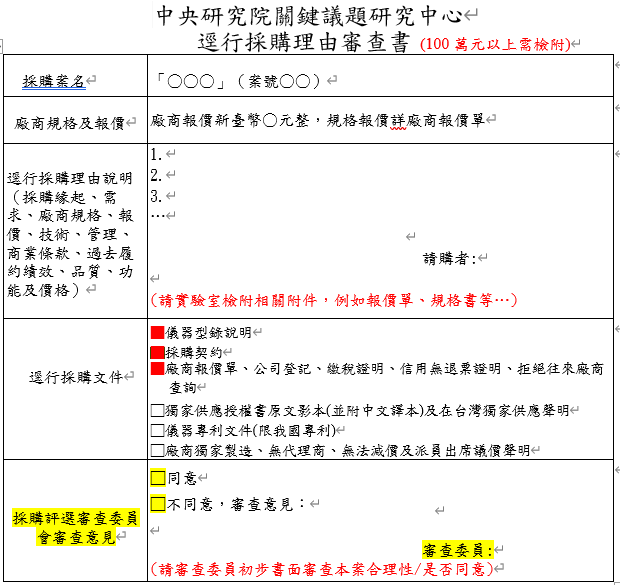 中央研究院關鍵議題研究中心
逕行採購理由審查書 (100 萬元以上需檢附)
採購案名
「○○○」（案號○○）
廠商規格及報價
廠商報價新臺幣○元整，規格報價詳廠商報價單
逕行採購理由說明
（採購緣起、需
求、廠商規格、報
價、技術、管理、
商業條款、過去履
約績效、品質、功
能及價格）
1.
2.
3.
…
請購者:
(請實驗室檢附相關附件，例如報價單、規格書等…)
逕行採購文件
■儀器型錄說明
■採購契約
■廠商報價單、公司登記、繳稅證明、信用無退票證明、拒絕往來廠商
查詢
□獨家供應授權書原文影本(並附中文譯本)及在台灣獨家供應聲明
□儀器專利文件(限我國專利)
□廠商獨家製造、無代理商、無法減價及派員出席議價聲明
採購評選審查委員
會審查意見
□同意
□不同意，審查意見：
審查委員:
(請審查委員初步書面審查本案合理性/是否同意)